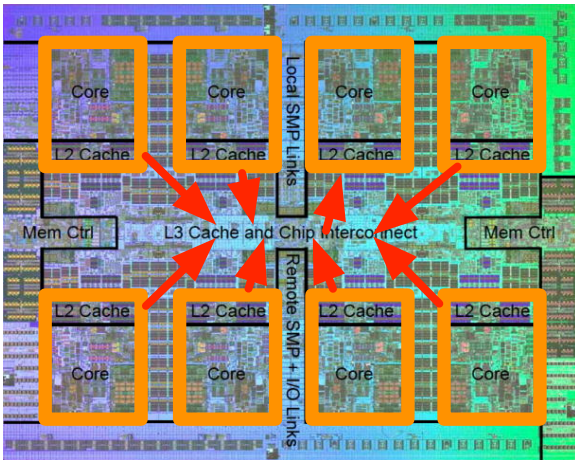 Core
Core
Core
Core
Local SMP Links
L2 Cache
L2 Cache
L2 Cache
L2 Cache
Mem Ctrl
L3 Cache and Chip Interconnect
Mem Ctrl
Remote SMP + I/O Links
L2 Cache
L2 Cache
L2 Cache
L2 Cache
Core
Core
Core
Core